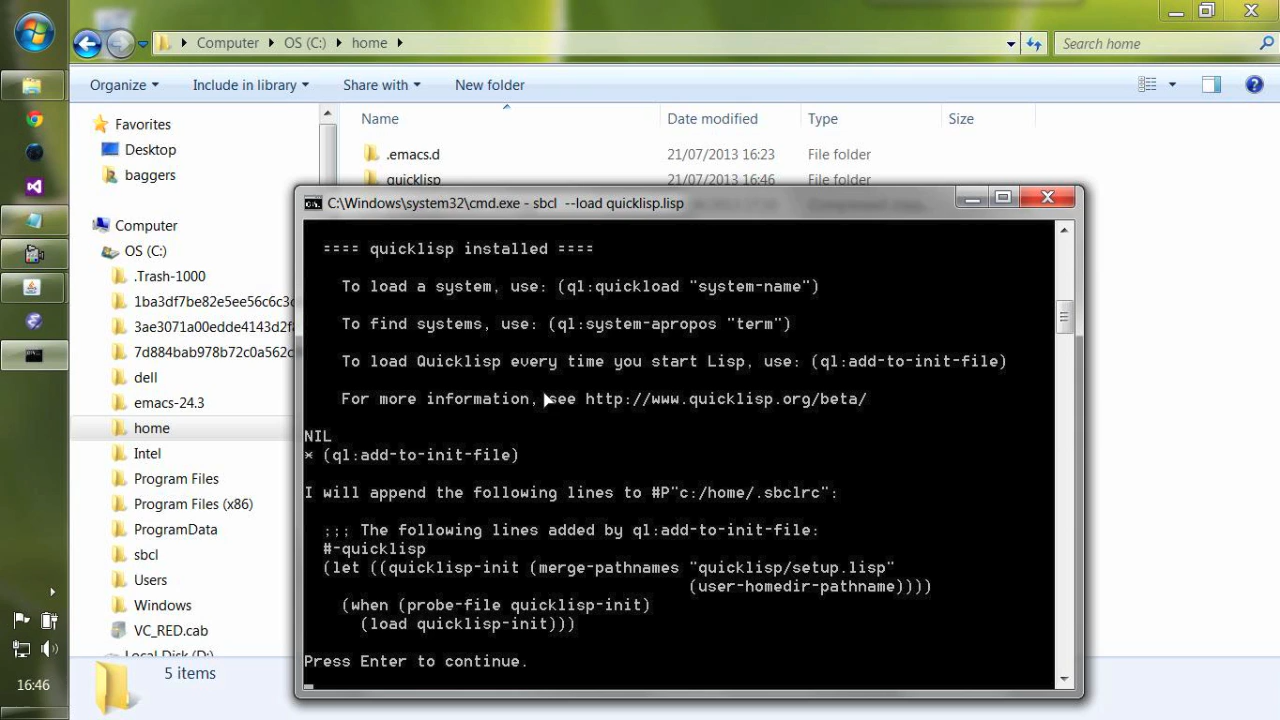 Computer
OS (C:)
home
Search home
Organize
Include in library
Share with
New folder
Favorites
Desktop
baggers
Computer
OS (C:)
.Trash-1000
1ba3df7be82e5ee56c6c3
3ae3071a00edde4143d2f
7d884bab978b72c0a562
dell
emacs-24.3
home
Intel
Program Files
Program Files (x86)
ProgramData
sbcl
Users
Windows
VC_RED.cab
Local Disk (D:)
Name
Date modified
Type
Size
.emacs.d
21/07/2013 16:23
File folder
quicklisp
21/07/2013 16:46
File folder
C:\Windows\system32\cmd.exe - sbcl --load quicklisp.lisp
==== quicklisp installed ====
To load a system, use: (ql:quickload "system-name")
To find systems, use: (ql:system-apropos "term")
To load Quicklisp every time you start Lisp, use: (ql:add-to-init-file)
For more information, see http://www.quicklisp.org/beta/
NIL
* (ql:add-to-init-file)
I will append the following lines to #P"c:/home/.sbclrc":
;;; The following lines added by ql:add-to-init-file:
#-quicklisp
(let ((quicklisp-init (merge-pathnames "quicklisp/setup.lisp"
(user-homedir-pathname))))
(when (probe-file quicklisp-init)
(load quicklisp-init)))
Press Enter to continue.
5 items
16:46